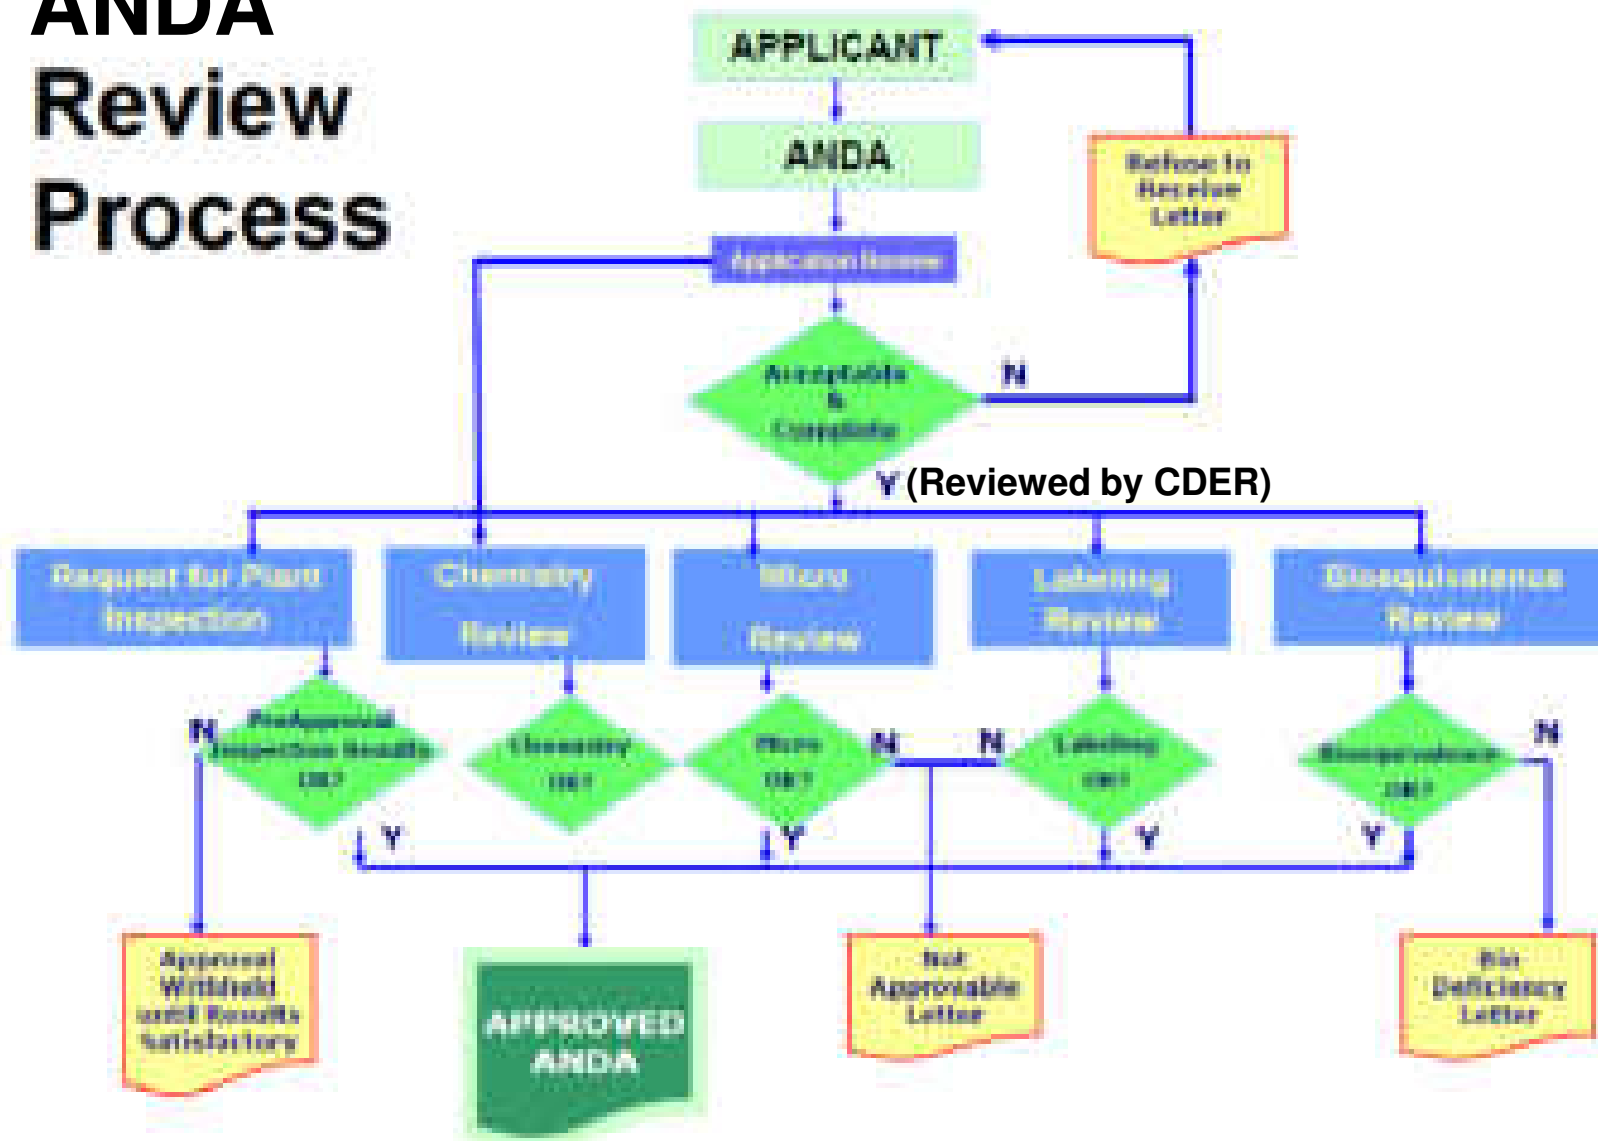 ANDA
Review
Process
APPLICANT
ANDA
Refuse to
Receive
Letter
Application Review
Acceptable
&
Complete
N
Y (Reviewed by CDER)
Request for Plant
Inspection
Chemistry
Review
Micro
Review
Labeling
Review
Bioequivalence
Review
N
PreApproval
Inspection Results
OK?
Chemistry
OK?
Micro
OK?
N
N
Labeling
OK?
Bioequivalence
OK?
N
Y
Y
Y
Y
Approval
Withheld
until Results
Satisfactory
APPROVED
ANDA
Not
Approvable
Letter
Bio
Deficiency
Letter